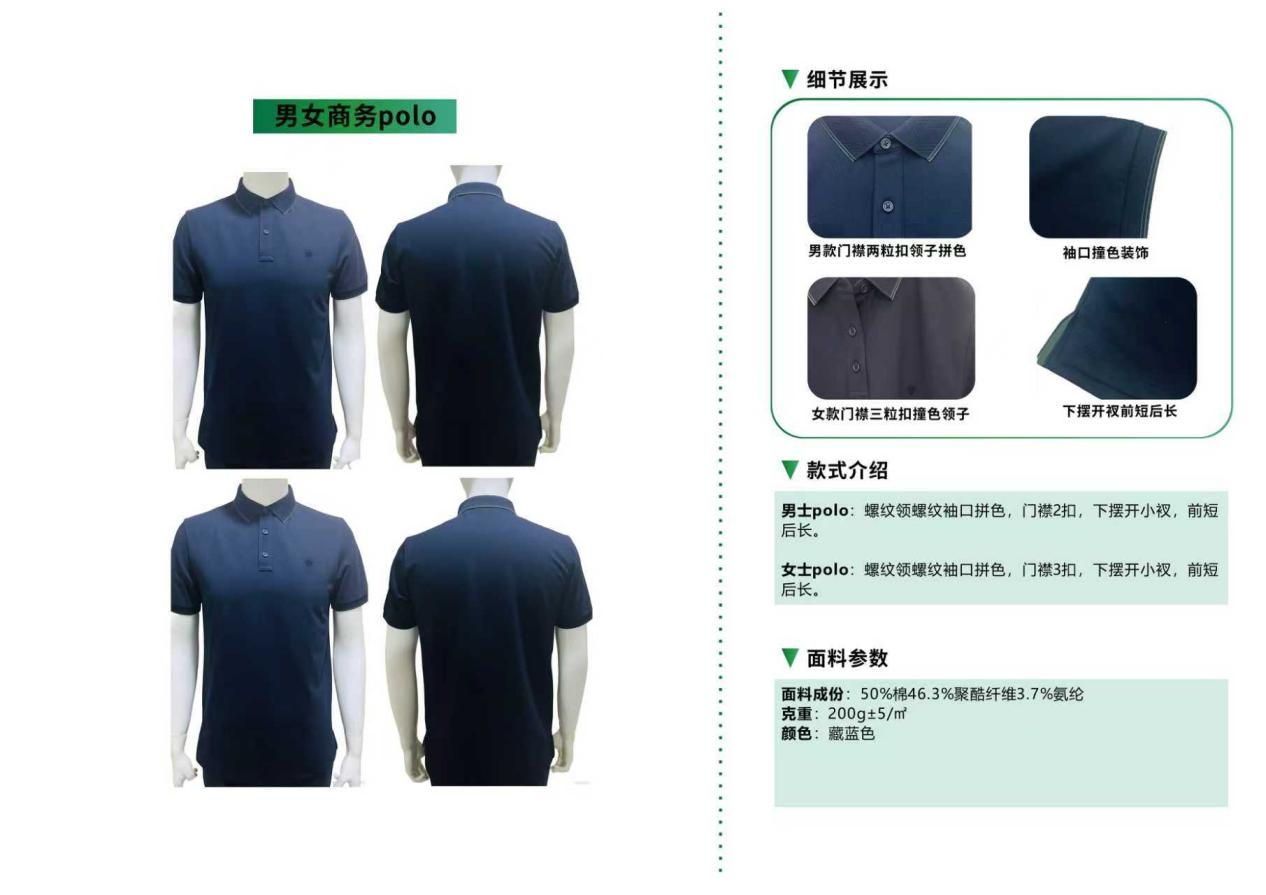 男女商务polo
细节展示
男款门襟两粒扣领子拼色
袖口撞色装饰
女款门襟三粒扣撞色领子
下摆开衩前短后长
款式介绍
男士polo：螺纹领螺纹袖口拼色，门襟2扣，下摆开小衩，前短
后长。
女士polo：螺纹领螺纹袖口拼色，门襟3扣，下摆开小衩，前短
后长。
面料参数
面料成份：50%棉46.3%聚酷纤维3.7%氨纶
克重：200g±5/㎡
颜色：藏蓝色